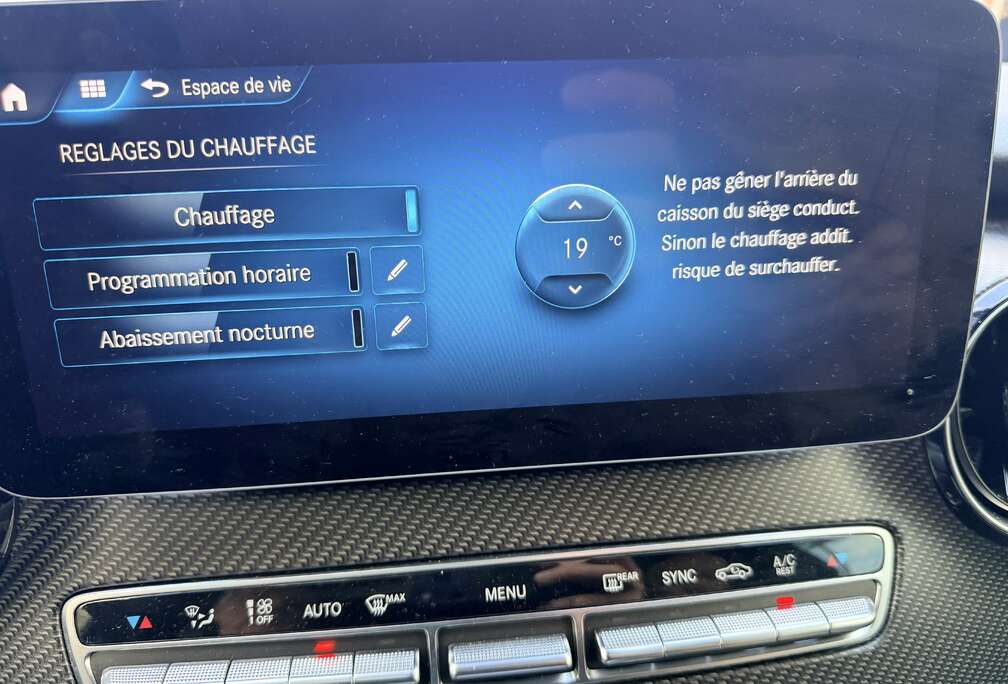 Espace de vie
REGLAGES DU CHAUFFAGE
Chauffage
Programmation horaire
Abaissement nocturne
19 °C
Ne pas gêner l'arrière du
caisson du siège conduct.
Sinon le chauffage addit.
risque de surchauffer.
OFF
AUTO
MAX
MENU
REAR
SYNC
A/C
REST